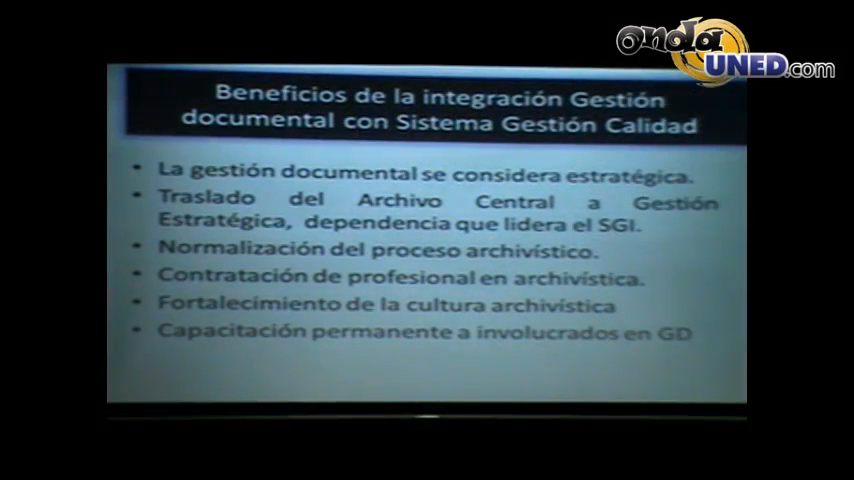 onda
UNED.com
Beneficios de la integración Gestión
documental con Sistema Gestión Calidad
• La gestión documental se considera estratégica.
• Traslado del Archivo Central a Gestión
Estratégica, dependencia que lidera el SGI.
• Normalización del proceso archivístico.
• Contratación de profesional en archivística.
• Fortalecimiento de la cultura archivística
• Capacitación permanente a involucrados en GD